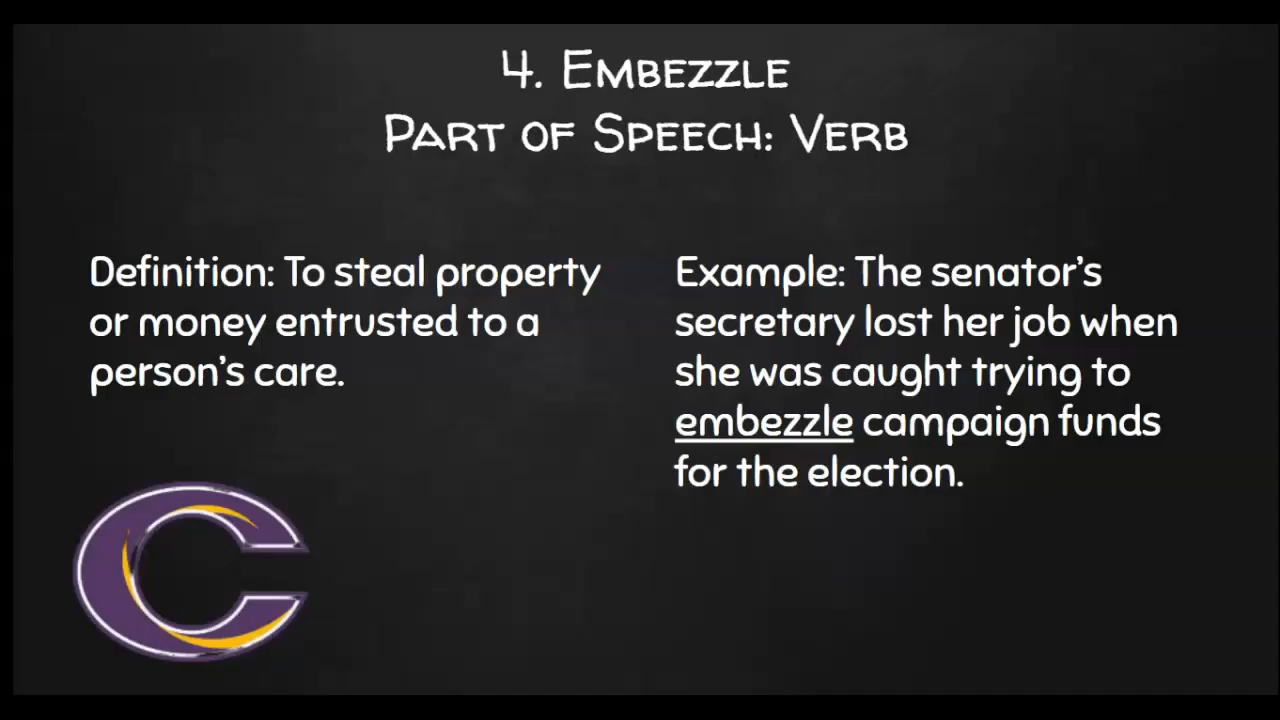 4. Embezzle
Part of Speech: Verb
Definition: To steal property
or money entrusted to a
person's care.
Example: The senator's
secretary lost her job when
she was caught trying to
embezzle campaign funds
for the election.
C